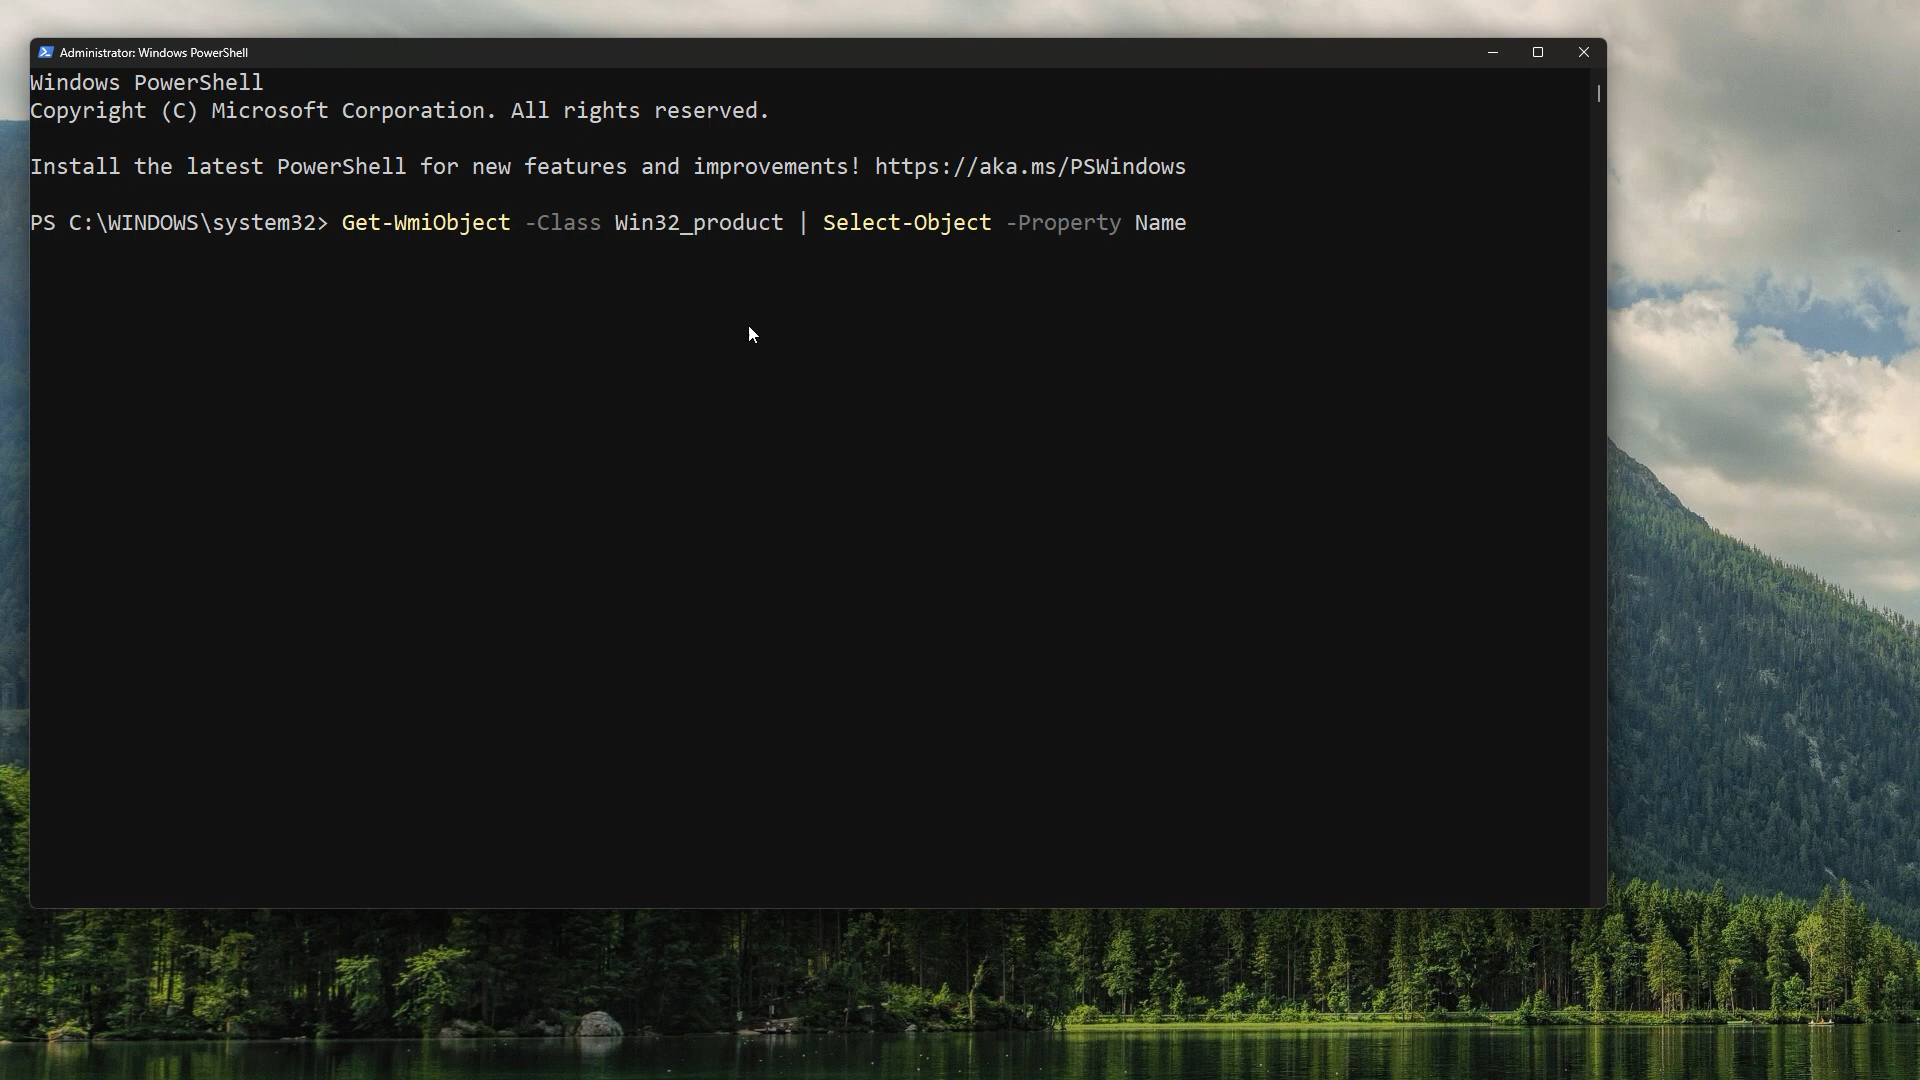 Administrator: Windows PowerShell
Windows PowerShell
Copyright (C) Microsoft Corporation. All rights reserved.
Install the latest PowerShell for new features and improvements! https://aka.ms/PSWindows
PS C:\WINDOWS\system32> Get-WmiObject -Class Win32_product | Select-Object -Property Name